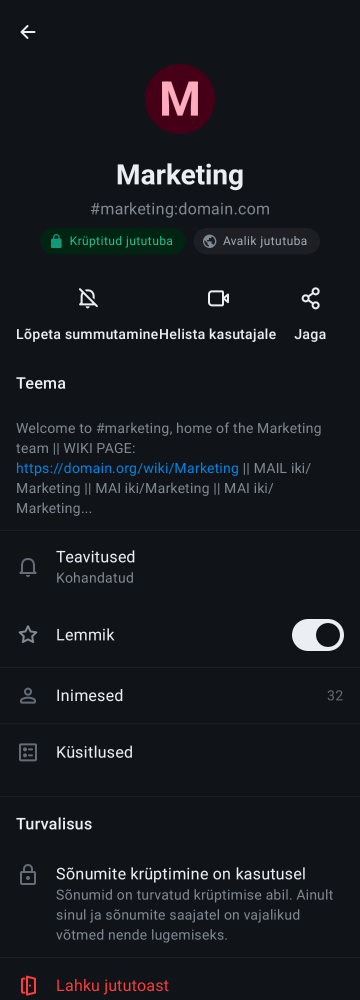 M
Marketing
#marketing:domain.com
Krüptitud jututuba
Avalik jututuba
Lõpeta summutamine
Helista kasutajale
Jaga
Teema
Welcome to #marketing, home of the Marketing
team || WIKI PAGE:
https://domain.org/wiki/Marketing || MAIL iki/
Marketing || MAI iki/Marketing || MAI iki/
Marketing...
Teavitused
Kohandatud
Lemmik
Inimesed 32
Küsitlused
Turvalisus
Sõnumite krüptimine on kasutusel
Sõnumid on turvatud krüptimise abil. Ainult
sinul ja sõnumite saajatel on vajalikud
võtmed nende lugemiseks.
Lahku jututoast